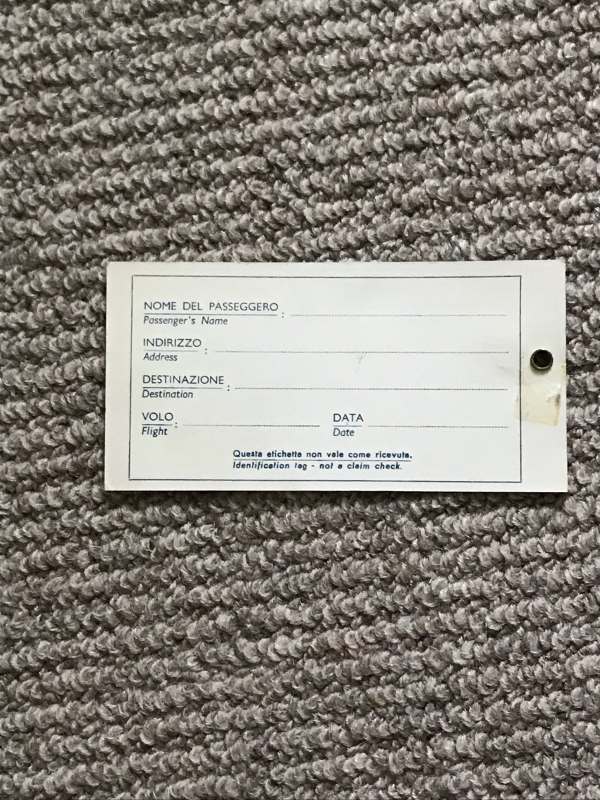 NOME DEL PASSEGGERO :
Passenger's Name
INDIRIZZO :
Address
DESTINAZIONE :
Destination
VOLO : DATA
Flight Date
Questa etichetta non vale come ricevuta.
Identification tag - not a claim check.